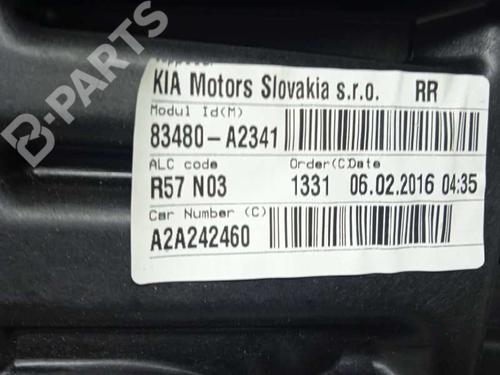 KIA Motors Slovakia s.r.o. RR
Modul Id(M)
83480-A2341
ALC code Order(C)Date
R57 N03 1331 06.02.2016 04:35
Car Number (C)
A2A242460
B-PARTS